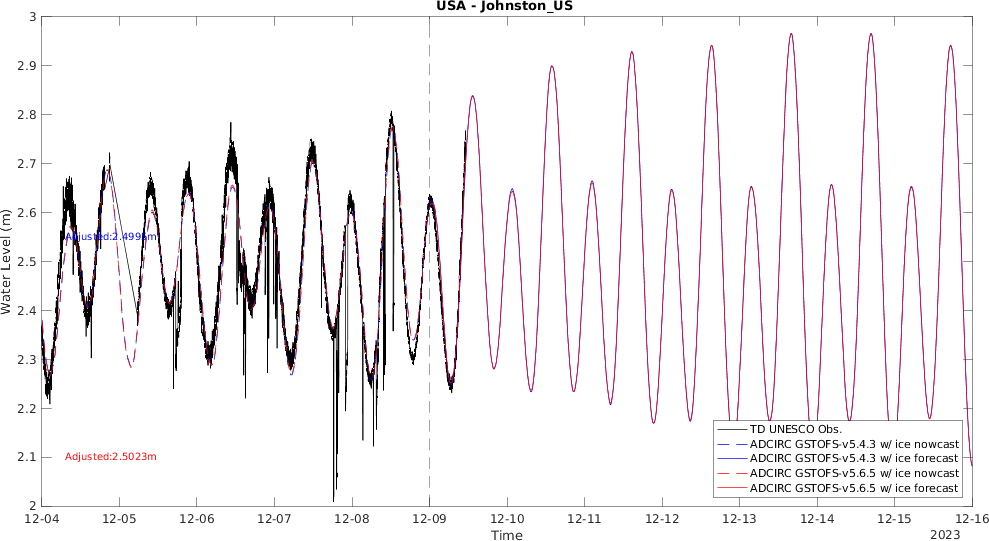 USA - Johnston_US
3
2.9
2.8
2.7
2.6
2.5
2.4
2.3
2.2
2.1
2
Water Level (m)
Adjusted:2.4995m
Adjusted:2.5023m
TD UNESCO Obs.
ADCIRC GSTOFS-v5.4.3 w/ ice nowcast
ADCIRC GSTOFS-v5.4.3 w/ ice forecast
ADCIRC GSTOFS-v5.6.5 w/ ice nowcast
ADCIRC GSTOFS-v5.6.5 w/ ice forecast
12-04 12-05 12-06 12-07 12-08 12-09 12-10 12-11 12-12 12-13 12-14 12-15 12-16
Time
2023